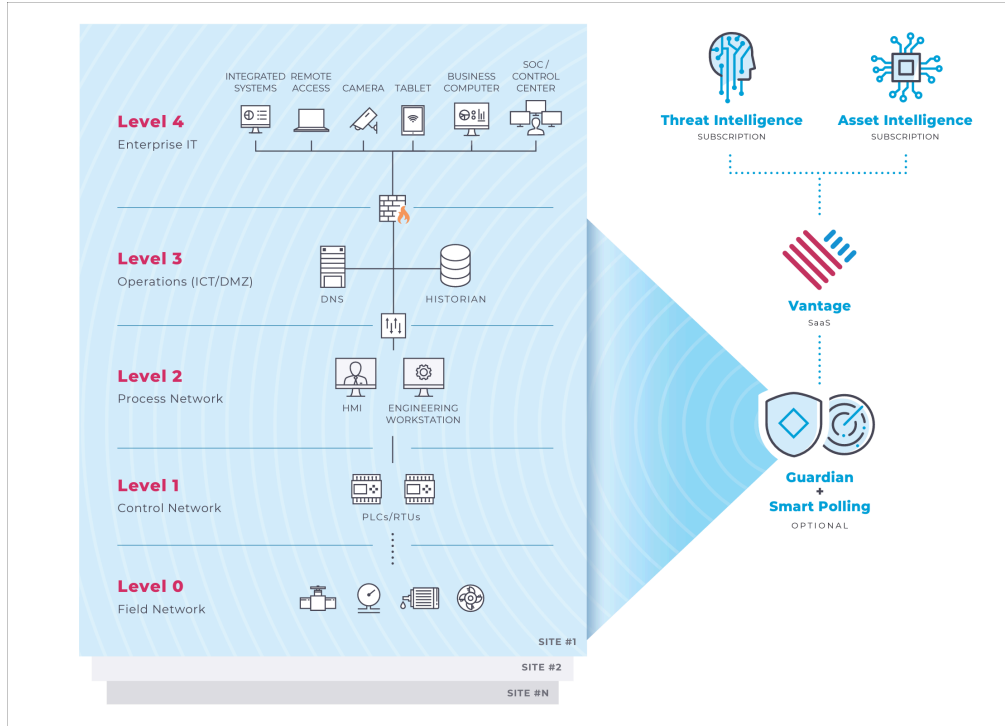 INTEGRATED SYSTEMS
REMOTE ACCESS
CAMERA
TABLET
BUSINESS COMPUTER
SOC / CONTROL CENTER
Level 4
Enterprise IT
Level 3
Operations (ICT/DMZ)
DNS
HISTORIAN
Level 2
Process Network
HMI
ENGINEERING
WORKSTATION
Level 1
Control Network
PLCs/RTUs
Level 0
Field Network
SITE #1
SITE #2
SITE #N
Threat Intelligence
SUBSCRIPTION
Asset Intelligence
SUBSCRIPTION
Vantage
SaaS
Guardian
+
Smart Polling
OPTIONAL